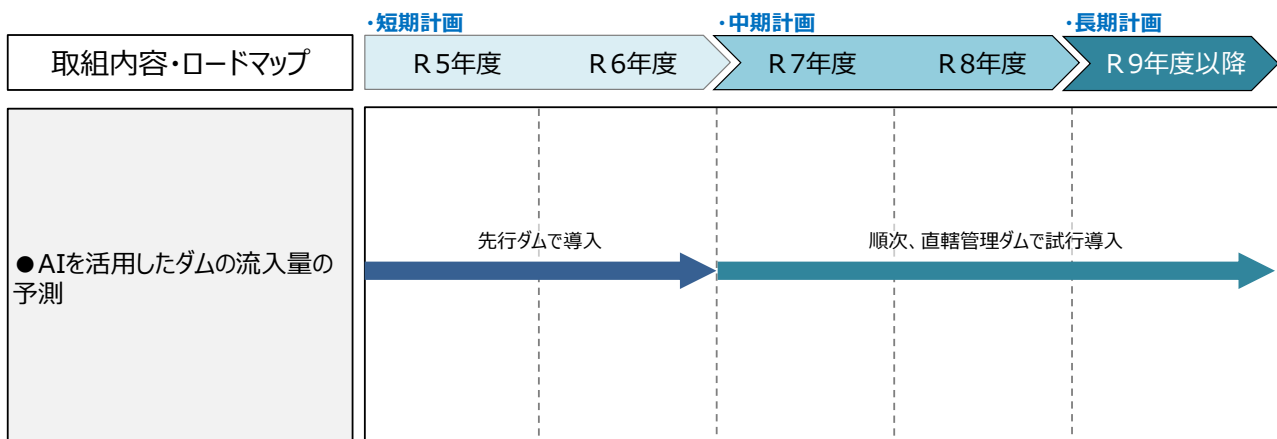 ・短期計画
・中期計画
・長期計画
取組内容・ロードマップ
R5年度
R6年度
R7年度
R8年度
R9年度以降
●AIを活用したダムの流入量の
予測
先行ダムで導入
順次、直轄管理ダムで試行導入